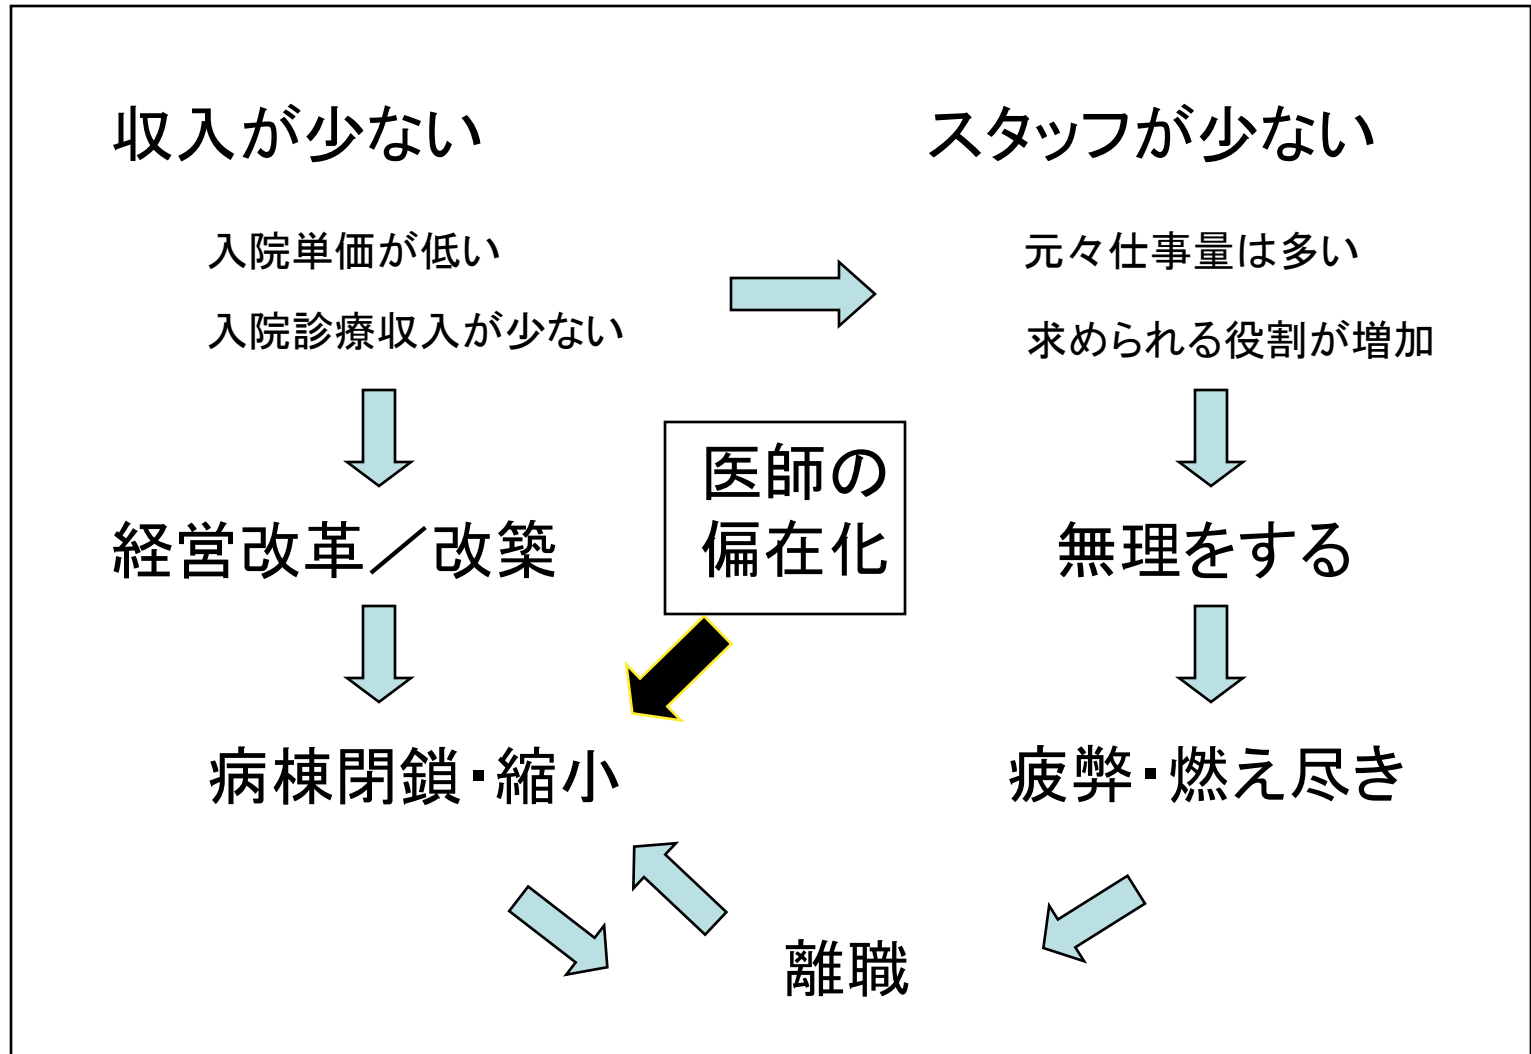 収入が少ない
スタッフが少ない
入院単価が低い
元々仕事量は多い
入院診療収入が少ない
求められる役割が増加
医師の
偏在化
経営改革／改築
無理をする
病棟閉鎖・縮小
疲弊・燃え尽き
離職